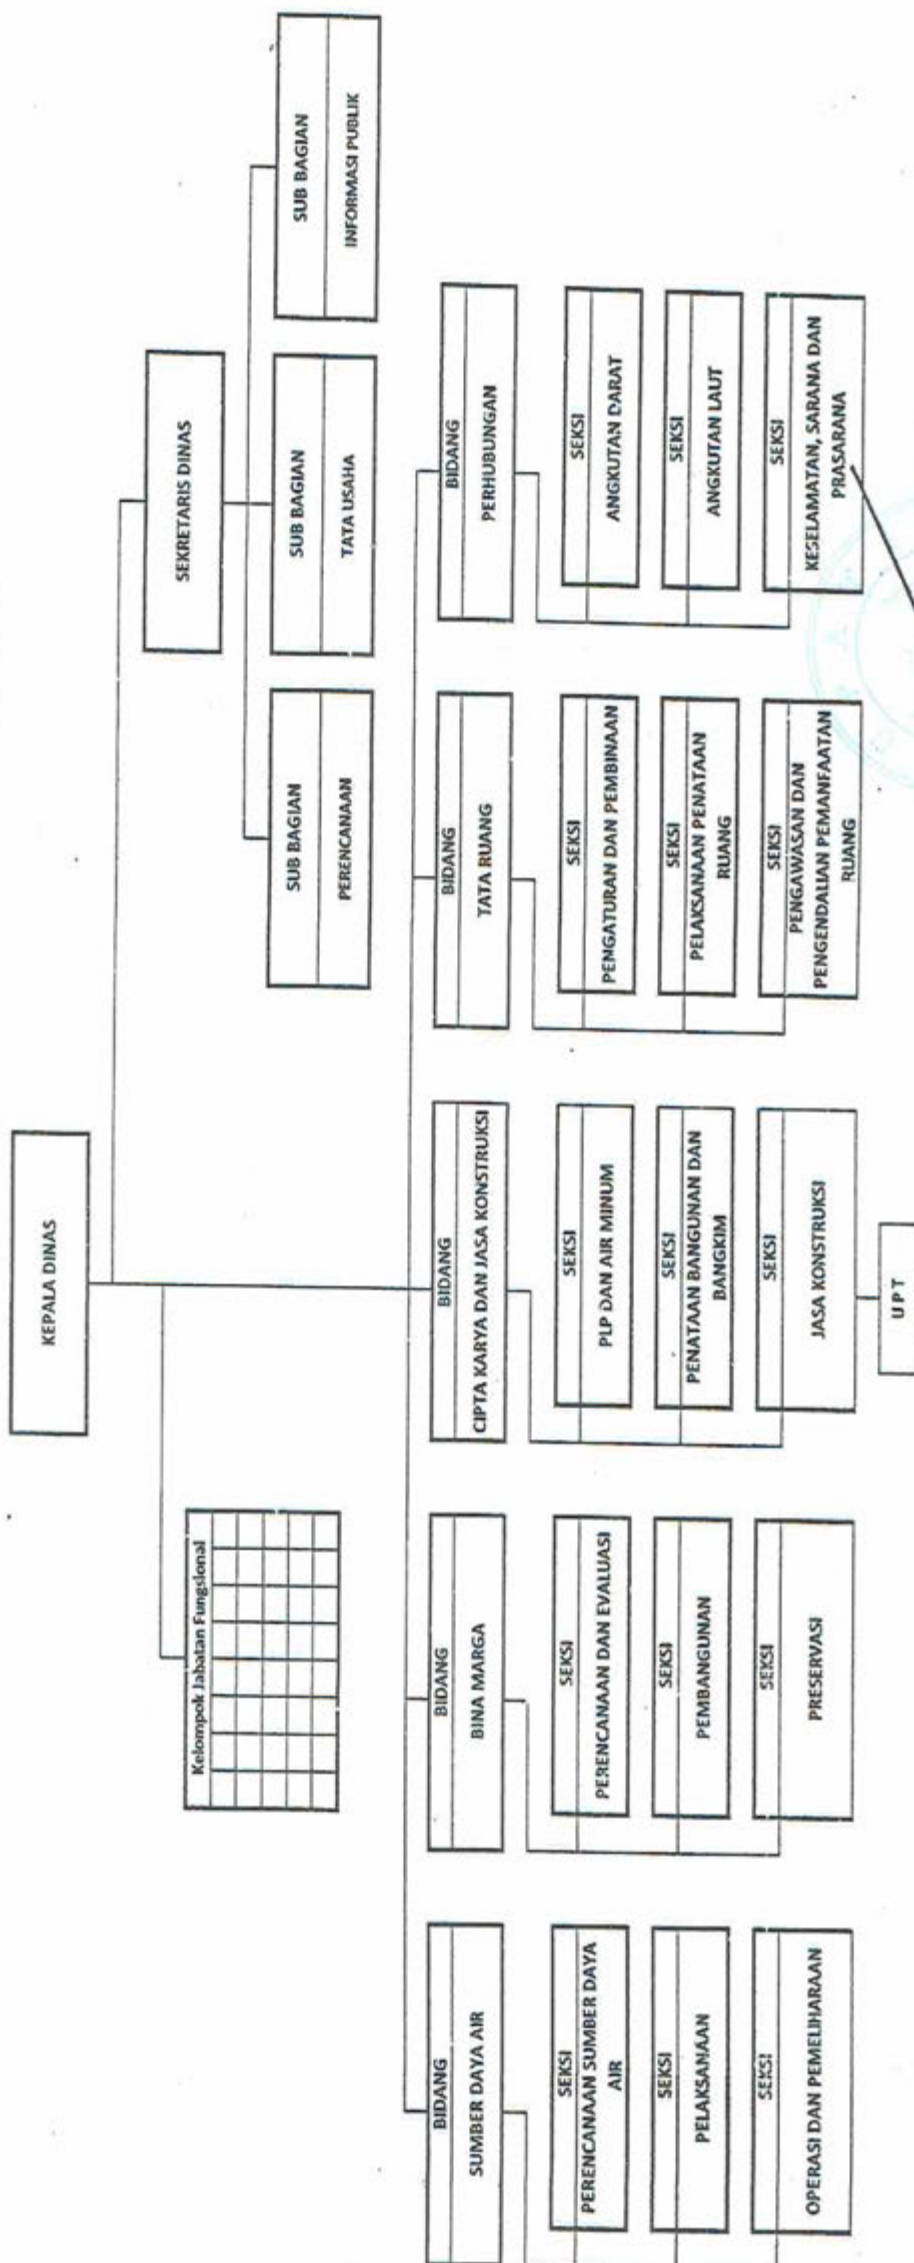 KEPALA DINAS
SEKRETARIS DINAS
Kelompok Jabatan Fungsional
SUB BAGIAN
PERENCANAAN
SUB BAGIAN
TATA USAHA
SUB BAGIAN
INFORMASI PUBLIK
BIDANG
SUMBER DAYA AIR
SEKSI
PERENCANAAN SUMBER DAYA
AIR
SEKSI
PELAKSANAAN
SEKSI
OPERASI DAN PEMELIHARAAN
BIDANG
BINA MARGA
SEKSI
PERENCANAAN DAN EVALUASI
SEKSI
PEMBANGUNAN
SEKSI
PRESERVASI
BIDANG
CIPTA KARYA DAN JASA KONSTRUKSI
SEKSI
PLP DAN AIR MINUM
SEKSI
PENATAAN BANGUNAN DAN
BANGKIM
SEKSI
JASA KONSTRUKSI
UPT
BIDANG
TATA RUANG
SEKSI
PENGATURAN DAN PEMBINAAN
SEKSI
PELAKSANAAN PENATAAN
RUANG
SEKSI
PENGAWASAN DAN
PENGENDALIAN PEMANFAATAN
RUANG
BIDANG
PERHUBUNGAN
SEKSI
ANGKUTAN DARAT
SEKSI
ANGKUTAN LAUT
SEKSI
KESELAMATAN, SARANA DAN
PRASARANA